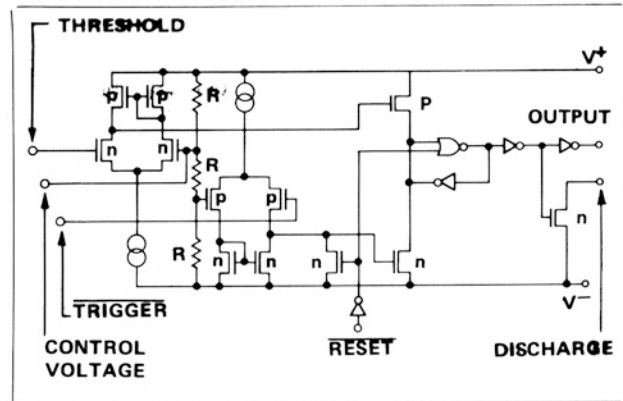 THRESHOLD
V+
p
p
R
p
OUTPUT
n
n
R
p
p
n
R
n
n
n
n
V−
TRIGGER
RESET
CONTROL
VOLTAGE
DISCHARGE